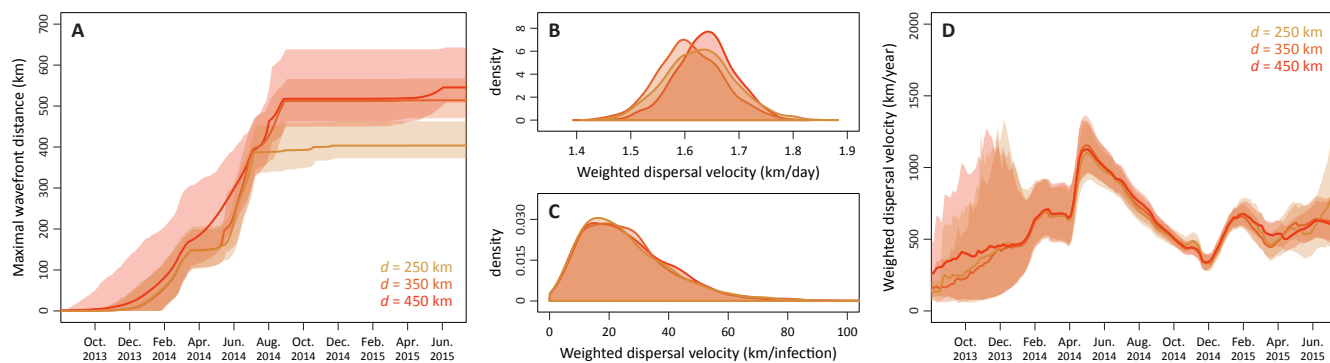 A
Maximal wavefront distance (km)
700
600
500
400
300
200
100
0
d = 250 km
d = 350 km
d = 450 km
Oct. 2013
Dec. 2013
Feb. 2014
Apr. 2014
Jun. 2014
Aug. 2014
Oct. 2014
Dec. 2014
Feb. 2015
Apr. 2015
Jun. 2015
B
density
8
6
4
2
0
1.4 1.5 1.6 1.7 1.8 1.9
Weighted dispersal velocity (km/day)
C
density
0.030
0.015
0
0 20 40 60 80 100
Weighted dispersal velocity (km/infection)
D
Weighted dispersal velocity (km/year)
2000
1500
1000
500
0
d = 250 km
d = 350 km
d = 450 km
Oct. 2013
Dec. 2013
Feb. 2014
Apr. 2014
Jun. 2014
Aug. 2014
Oct. 2014
Dec. 2014
Feb. 2015
Apr. 2015
Jun. 2015